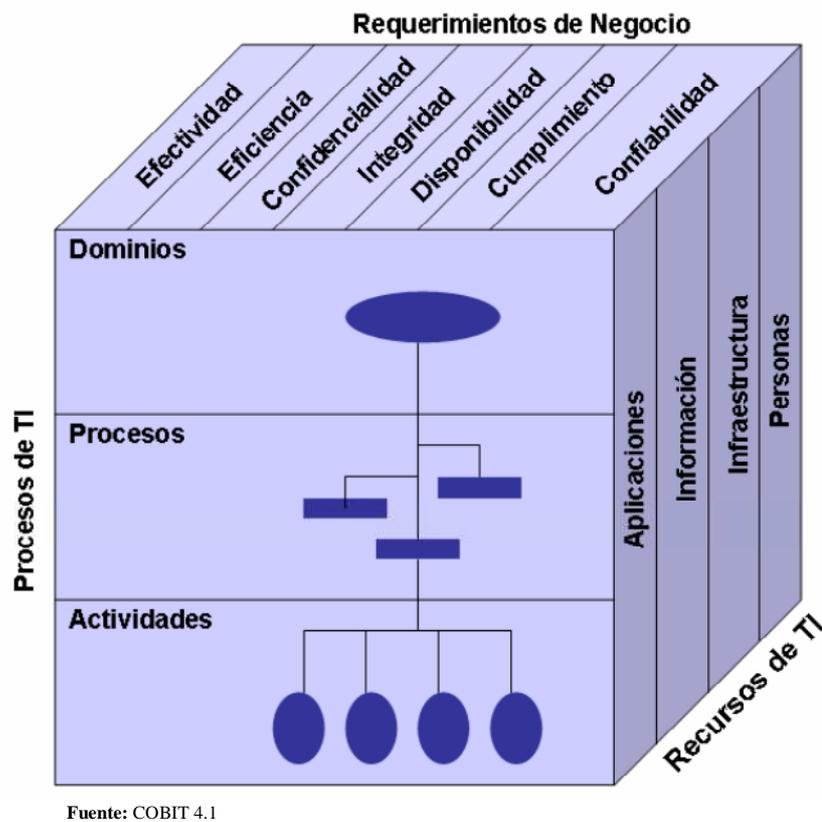 Requerimientos de Negocio
Efectividad
Eficiencia
Confidencialidad
Integridad
Disponibilidad
Cumplimiento
Confiabilidad
Procesos de TI
Dominios
Procesos
Actividades
Aplicaciones
Información
Infraestructura
Personas
Recursos de TI
Fuente: COBIT 4.1